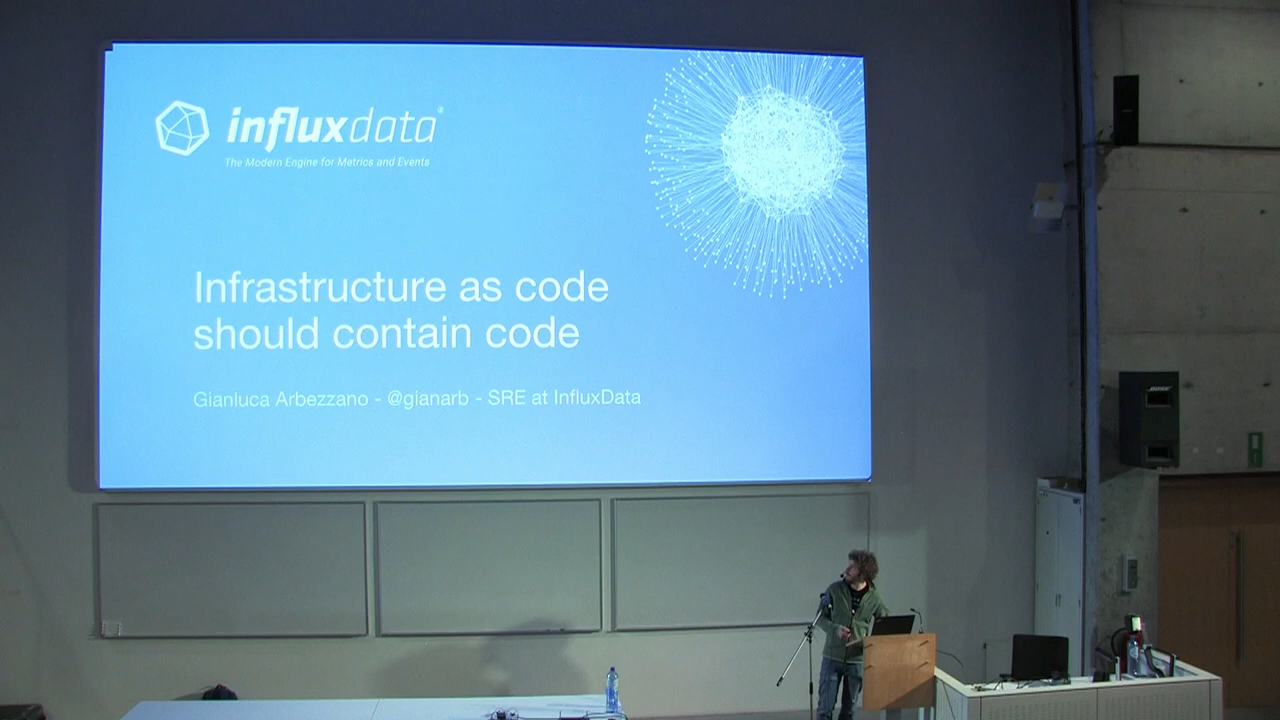 influxdata®
The Modern Engine for Metrics and Events
Infrastructure as code
should contain code
Gianluca Arbezzano - @gianarb - SRE at InfluxData
BOSE